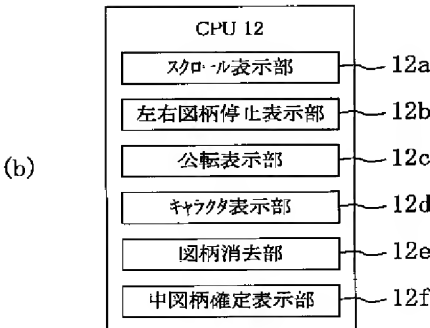 CPU 12
スクロール表示部 12a
左右図柄停止表示部 12b
(b) 公転表示部 12c
キャラクタ表示部 12d
図柄消去部 12e
中図柄確定表示部 12f